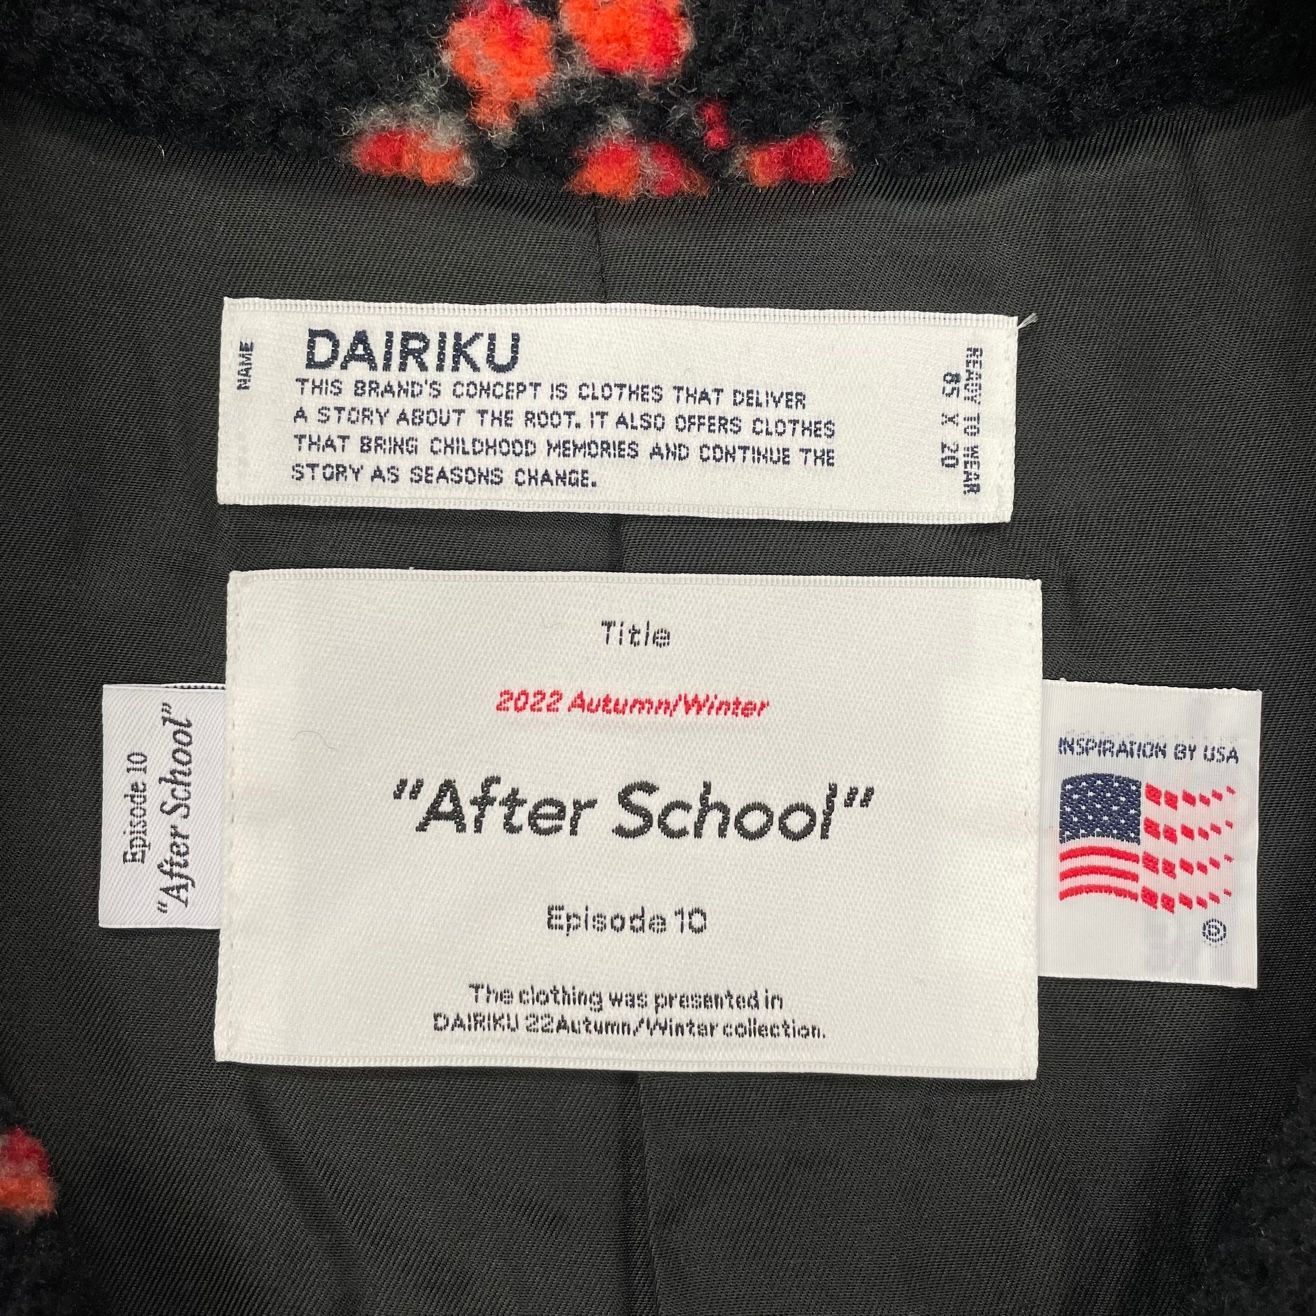 NAME
DAIRIKU
THIS BRAND'S CONCEPT IS CLOTHES THAT DELIVER
A STORY ABOUT THE ROOT. IT ALSO OFFERS CLOTHES
THAT BRING CHILDHOOD MEMORIES AND CONTINUE THE
STORY AS SEASONS CHANGE.
READY TO WEAR
65 X 20
Title
2022 Autumn/Winter
"After School"
Episode 10
The clothing was presented in
DAIRIKU 22Autumn/Winter collection.
Episode 10
"After School"
INSPIRATION BY USA
©